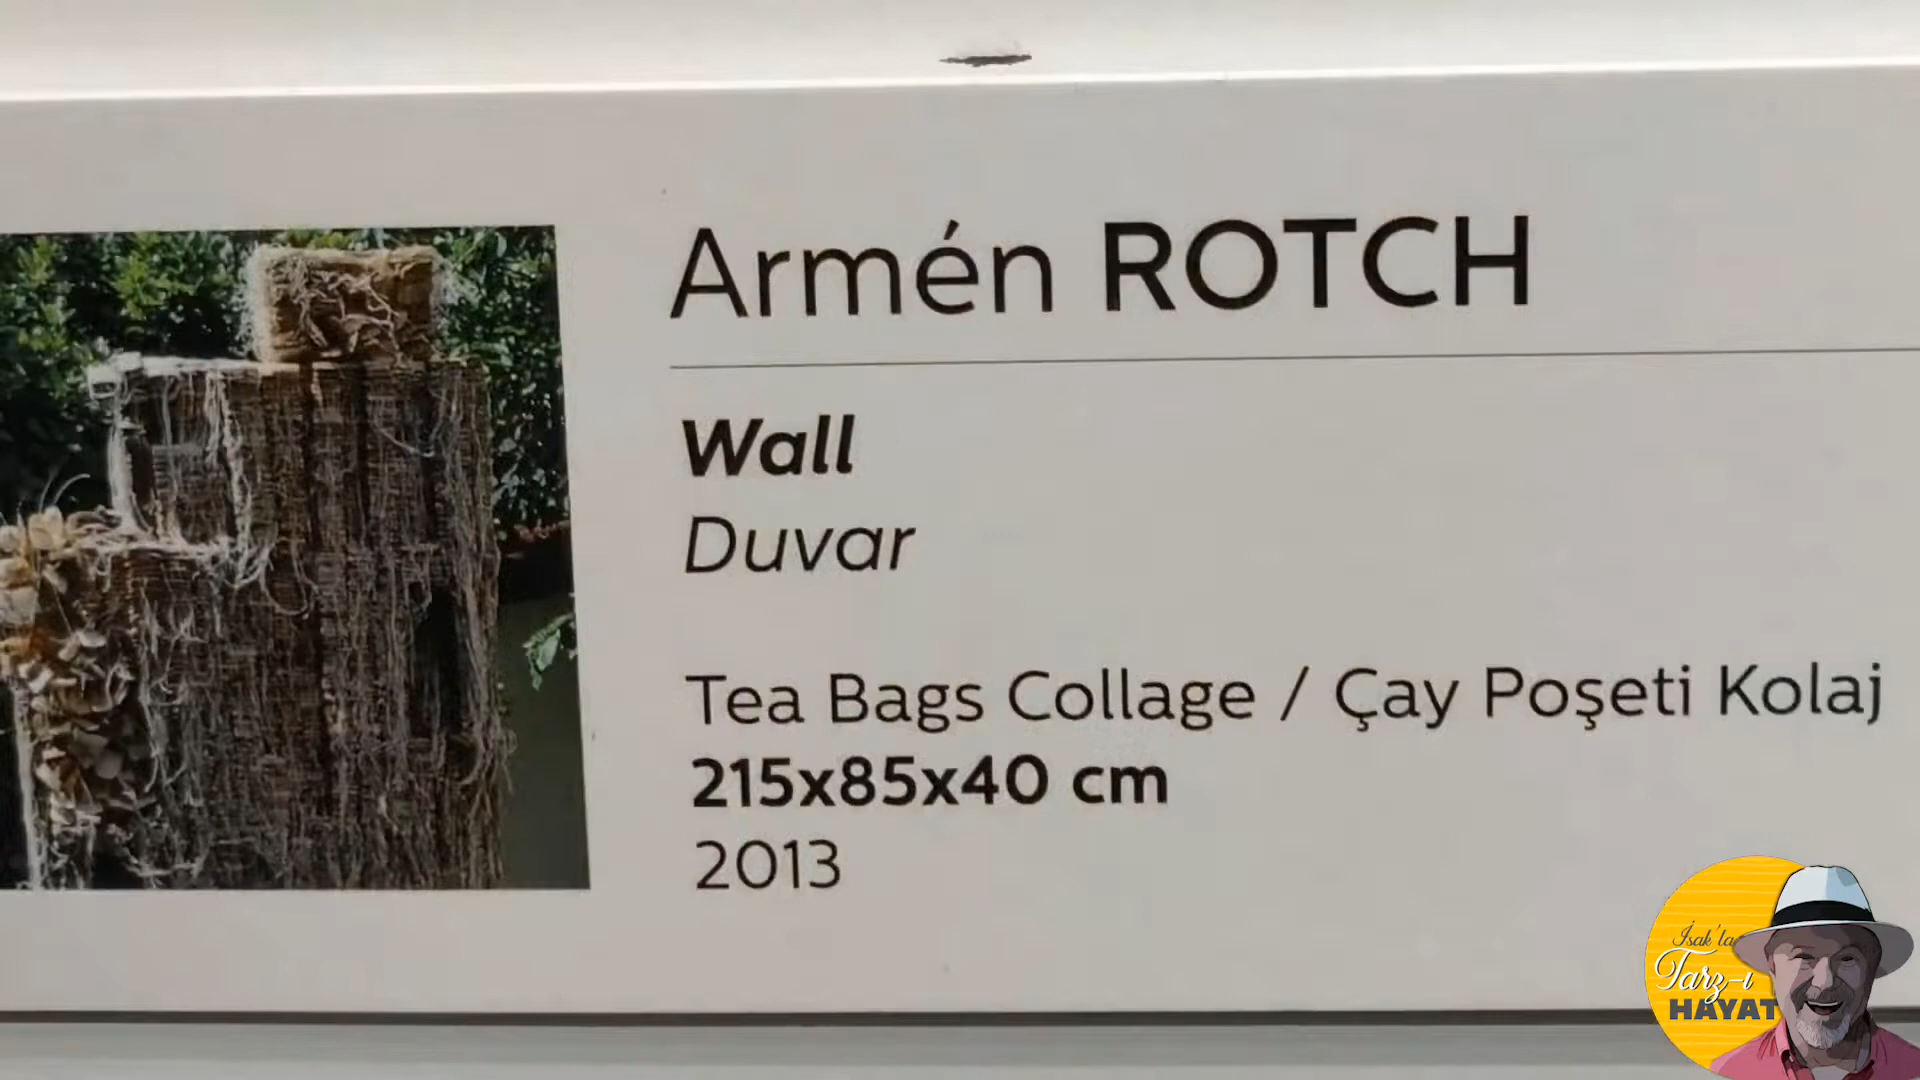 Armén ROTCH
Wall
Duvar
Tea Bags Collage / Çay Poşeti Kolaj
215x85x40 cm
2013
İsak'la
Tarz-ı
HAYAT